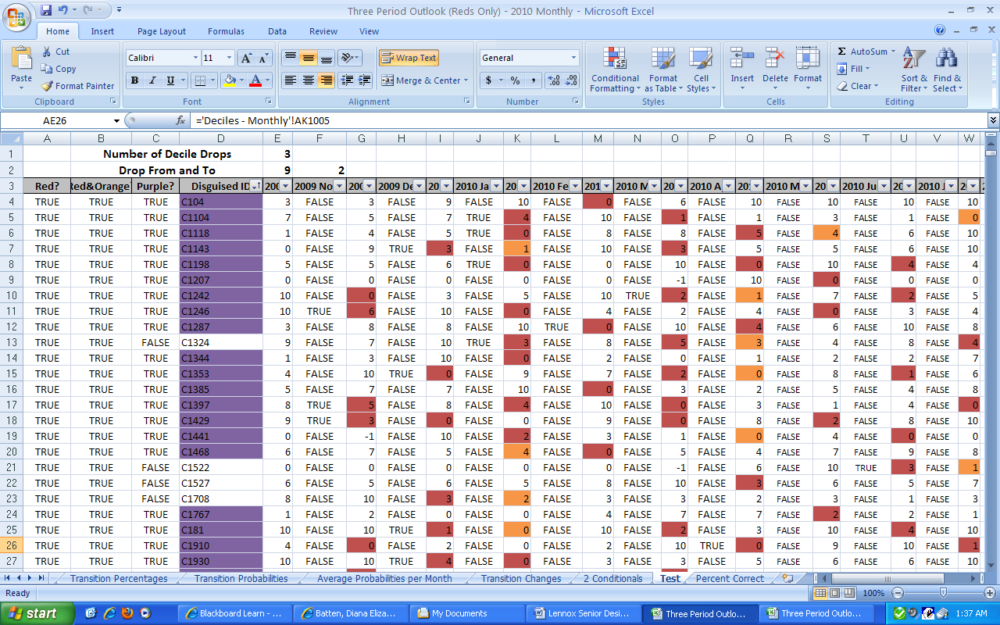 Three Period Outlook (Reds Only) - 2010 Monthly - Microsoft Excel
Home Insert Page Layout Formulas Data Review View
Cut Calibri 11 Wrap Text General Σ AutoSum
Copy Fill
Paste Format Painter B I U Merge & Center $ % , Conditional Formatting Format as Table Cell Styles Insert Delete Format Clear Sort & Filter Find & Select
Clipboard Font Alignment Number Styles Cells Editing
AE26 fx ='Deciles - Monthly'!AK1005
A B C D E F G H I J K L M N O P Q R S T U V W
1 Number of Decile Drops 3
2 Drop From and To 9 2
3 Red? Red&Orange Purple? Disguised ID 200 2009 No 200 2009 De 20 2010 Ja 20 2010 Fe 201 2010 M 20 2010 A 20 2010 M 20 2010 Ju 20 2010 J 20
4 TRUE TRUE TRUE C104 3 FALSE 3 FALSE 9 FALSE 10 FALSE 0 FALSE 6 FALSE 10 FALSE 10 FALSE 10 FALSE 10
5 TRUE TRUE TRUE C1104 7 FALSE 5 FALSE 7 TRUE 4 FALSE 10 FALSE 1 FALSE 1 FALSE 3 FALSE 1 FALSE 0
6 TRUE TRUE TRUE C1118 1 FALSE 4 FALSE 5 TRUE 0 FALSE 8 FALSE 8 FALSE 5 FALSE 4 FALSE 6 FALSE 10
7 TRUE TRUE TRUE C1143 0 FALSE 9 TRUE 3 FALSE 1 FALSE 10 FALSE 3 FALSE 5 FALSE 5 FALSE 6 FALSE 10
8 TRUE TRUE TRUE C1198 5 FALSE 5 FALSE 6 TRUE 0 FALSE 0 FALSE 10 FALSE 0 FALSE 10 FALSE 4 FALSE 4
9 TRUE TRUE TRUE C1207 0 FALSE 0 FALSE 0 FALSE 0 FALSE 0 FALSE -1 FALSE 10 FALSE 0 FALSE 0 FALSE 0
10 TRUE TRUE TRUE C1242 10 FALSE 0 FALSE 3 FALSE 5 FALSE 10 TRUE 2 FALSE 1 FALSE 7 FALSE 2 FALSE 5
11 TRUE TRUE TRUE C1246 10 TRUE 6 FALSE 10 FALSE 0 FALSE 4 FALSE 2 FALSE 4 FALSE 0 FALSE 3 FALSE 4
12 TRUE TRUE TRUE C1287 3 FALSE 8 FALSE 8 FALSE 10 TRUE 0 FALSE 10 FALSE 4 FALSE 6 FALSE 10 FALSE 8
13 TRUE TRUE FALSE C1324 9 FALSE 7 FALSE 10 TRUE 3 FALSE 8 FALSE 5 FALSE 3 FALSE 4 FALSE 8 FALSE 4
14 TRUE TRUE TRUE C1344 1 FALSE 3 FALSE 10 FALSE 0 FALSE 2 FALSE 0 FALSE 1 FALSE 2 FALSE 2 FALSE 7
15 TRUE TRUE TRUE C1353 4 FALSE 10 TRUE 0 FALSE 9 FALSE 7 FALSE 2 FALSE 0 FALSE 8 FALSE 1 FALSE 6
16 TRUE TRUE TRUE C1385 5 FALSE 7 FALSE 7 FALSE 10 FALSE 0 FALSE 3 FALSE 2 FALSE 5 FALSE 4 FALSE 8
17 TRUE TRUE TRUE C1397 8 TRUE 5 FALSE 8 FALSE 4 FALSE 10 FALSE 0 FALSE 3 FALSE 1 FALSE 4 FALSE 0
18 TRUE TRUE TRUE C1429 9 TRUE 3 FALSE 0 FALSE 0 FALSE 9 FALSE 0 FALSE 8 FALSE 2 FALSE 8 FALSE 10
19 TRUE TRUE TRUE C1441 0 FALSE -1 FALSE 10 FALSE 2 FALSE 3 FALSE 1 FALSE 0 FALSE 4 FALSE 0 FALSE 0
20 TRUE TRUE TRUE C1468 6 FALSE 7 FALSE 5 FALSE 4 FALSE 0 FALSE 5 FALSE 4 FALSE 7 FALSE 9 FALSE 8
21 TRUE TRUE FALSE C1522 0 FALSE 0 FALSE 0 FALSE 0 FALSE 0 FALSE -1 FALSE 6 FALSE 10 TRUE 3 FALSE 1
22 TRUE TRUE FALSE C1527 6 FALSE 5 FALSE 6 FALSE 5 FALSE 8 FALSE 10 FALSE 3 FALSE 6 FALSE 5 FALSE 7
23 TRUE TRUE FALSE C1708 8 FALSE 10 FALSE 3 FALSE 2 FALSE 3 FALSE 3 FALSE 2 FALSE 3 FALSE 1 FALSE 3
24 TRUE TRUE TRUE C1767 1 FALSE 2 FALSE 0 FALSE 0 FALSE 4 FALSE 7 FALSE 7 FALSE 2 FALSE 2 FALSE 1
25 TRUE TRUE TRUE C181 10 FALSE 10 TRUE 1 FALSE 0 FALSE 10 FALSE 2 FALSE 3 FALSE 10 FALSE 4 FALSE 10
26 TRUE TRUE TRUE C1910 4 FALSE 0 FALSE 2 FALSE 0 FALSE 2 FALSE 10 TRUE 0 FALSE 9 FALSE 10 FALSE 1
27 TRUE TRUE TRUE C1930 10 FALSE 10 TRUE 4 FALSE 0 FALSE 3 FALSE 3 FALSE 5 FALSE 6 FALSE 6 FALSE 10
Transition Percentages Transition Probabilities Average Probabilities per Month Transition Changes 2 Conditionals Test Percent Correct
Ready 100%
start Blackboard Learn - ... Batten, Diana Eliza... My Documents Lennox Senior Desi... Three Period Outlo... Three Period Outlo... 1:37 AM